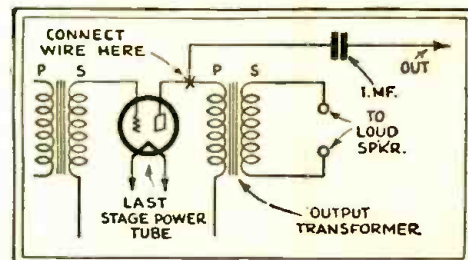 CONNECT
WIRE HERE
P
S
P
S
1.MF.
OUT
TO
LOUD
SPKR.
LAST
STAGE POWER
TUBE
OUTPUT
TRANSFORMER